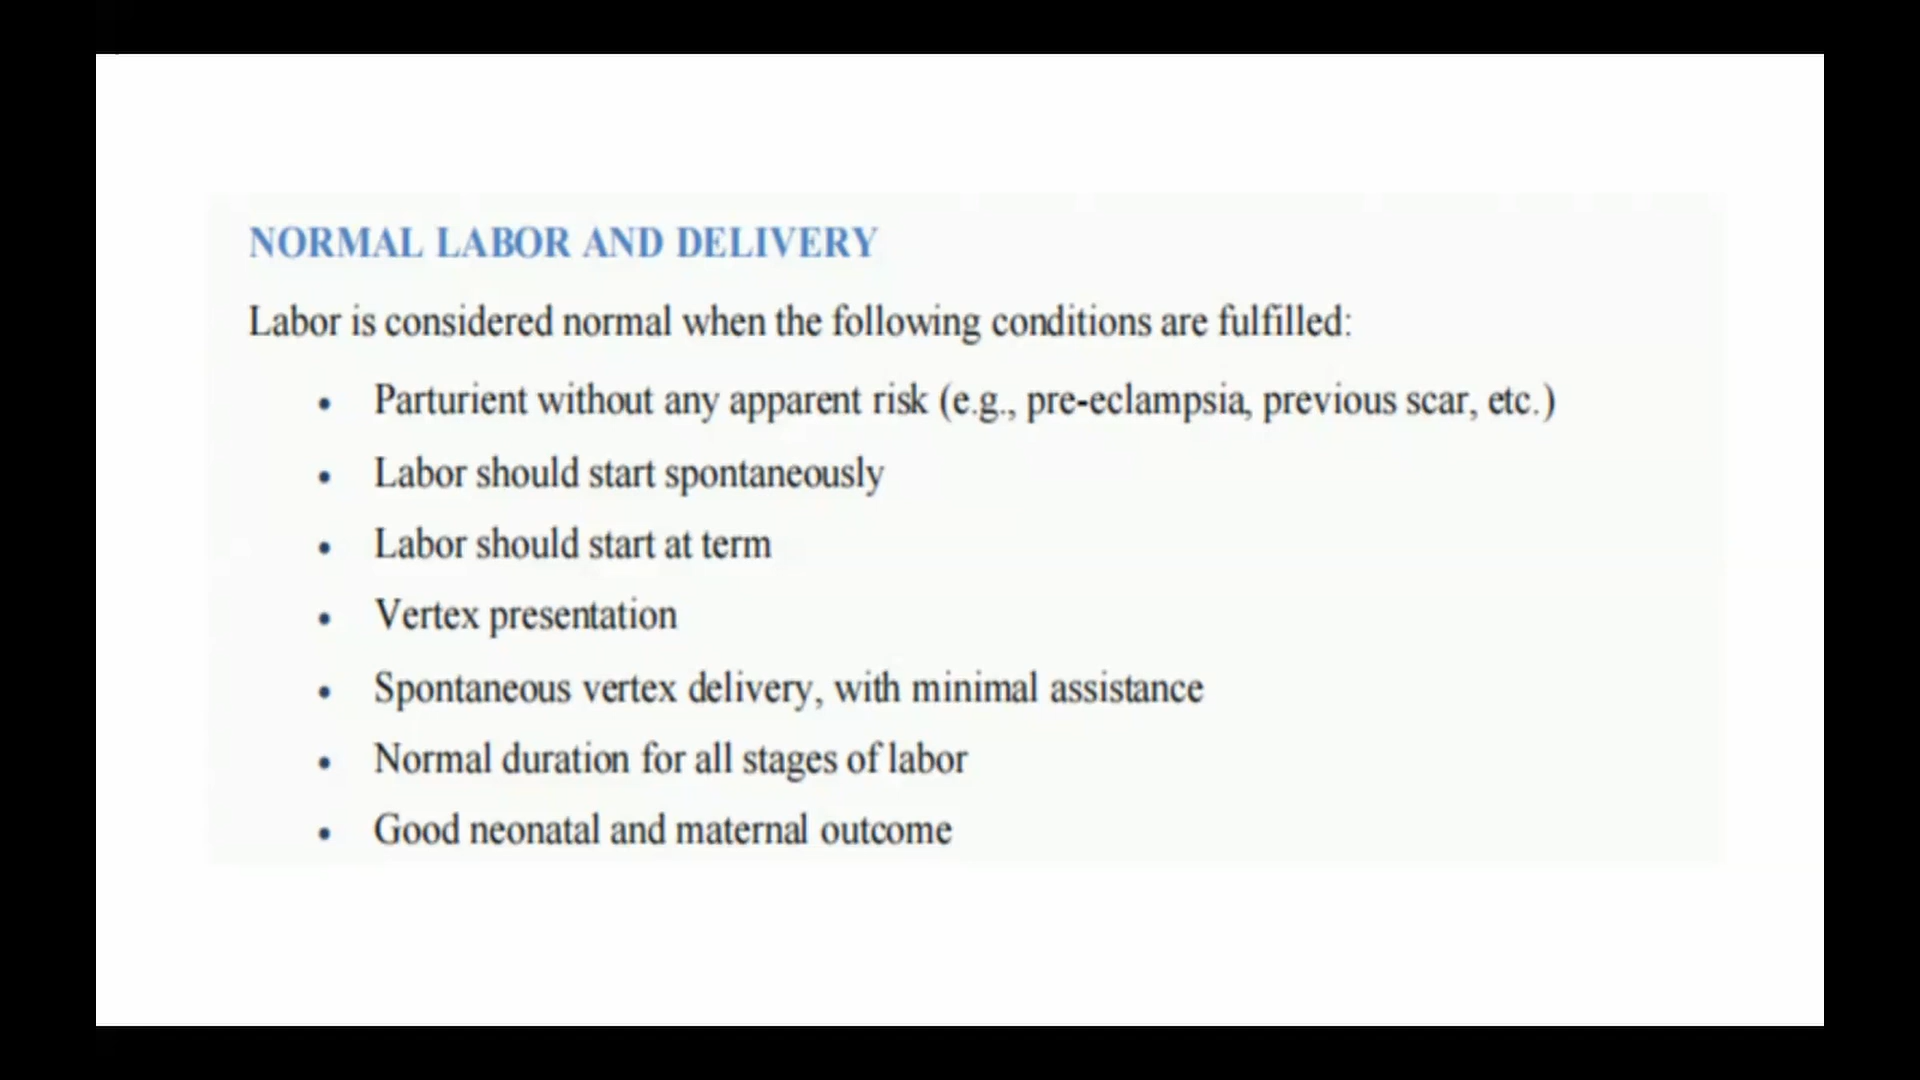 NORMAL LABOR AND DELIVERY
Labor is considered normal when the following conditions are fulfilled:
• Parturient without any apparent risk (e.g., pre-eclampsia, previous scar, etc.)
• Labor should start spontaneously
• Labor should start at term
• Vertex presentation
• Spontaneous vertex delivery, with minimal assistance
• Normal duration for all stages of labor
• Good neonatal and maternal outcome